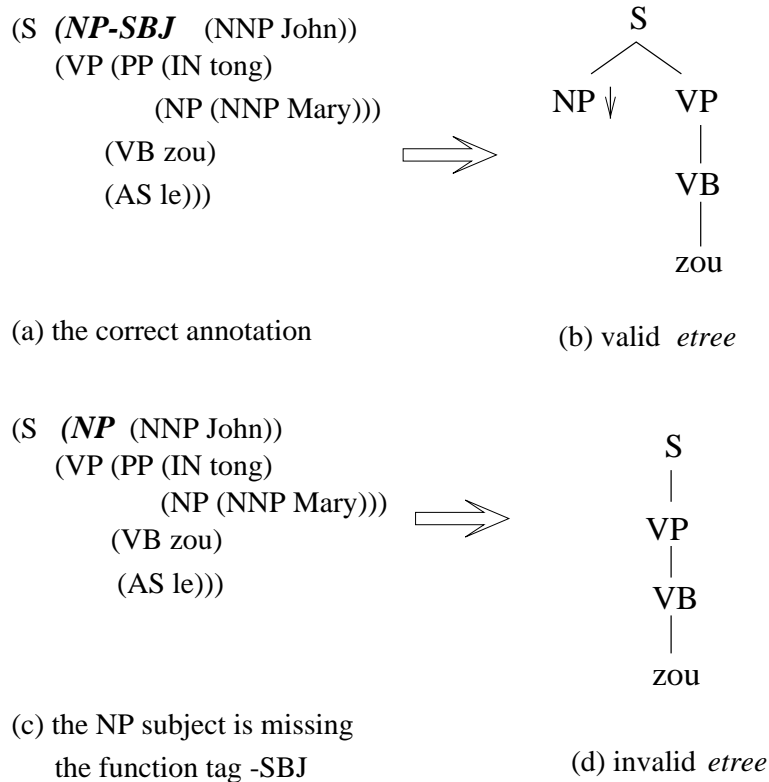 (S (NP-SBJ (NNP John))
(VP (PP (IN tong)
(NP (NNP Mary)))
(VB zou)
(AS le)))
S
NP↓ VP
VB
zou
(a) the correct annotation
(b) valid etree
(S (NP (NNP John))
(VP (PP (IN tong)
(NP (NNP Mary)))
(VB zou)
(AS le)))
S
VP
VB
zou
(c) the NP subject is missing
the function tag -SBJ
(d) invalid etree